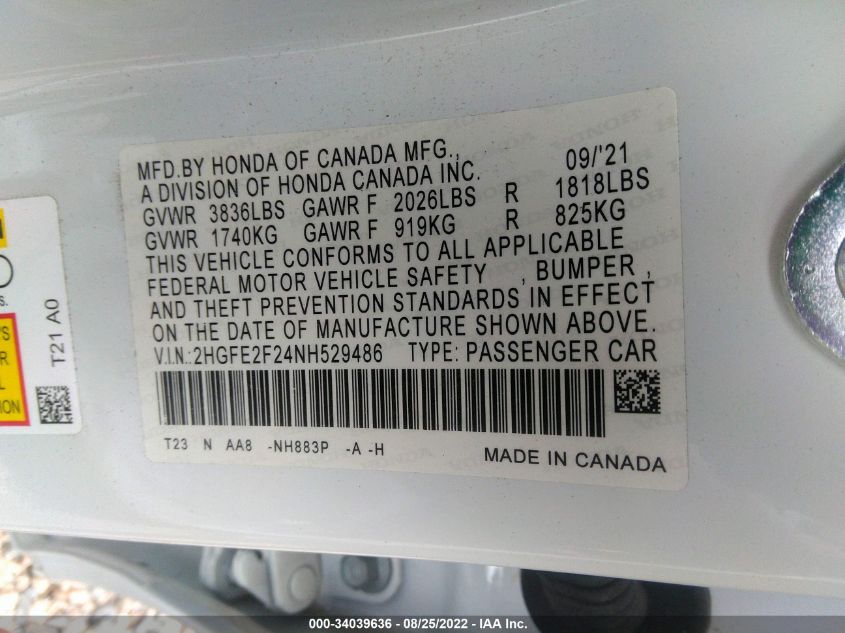 MFD.BY HONDA OF CANADA MFG., 09/'21
A DIVISION OF HONDA CANADA INC.
GVWR 3836LBS GAWR F 2026LBS R 1818LBS
GVWR 1740KG GAWR F 919KG R 825KG
THIS VEHICLE CONFORMS TO ALL APPLICABLE
FEDERAL MOTOR VEHICLE SAFETY , BUMPER ,
AND THEFT PREVENTION STANDARDS IN EFFECT
ON THE DATE OF MANUFACTURE SHOWN ABOVE.
V.I.N.:2HGFE2F24NH529486 TYPE: PASSENGER CAR
T23 N AA8 -NH883P -A -H MADE IN CANADA
T21 A0
000-34039636 - 08/25/2022 - IAA Inc.